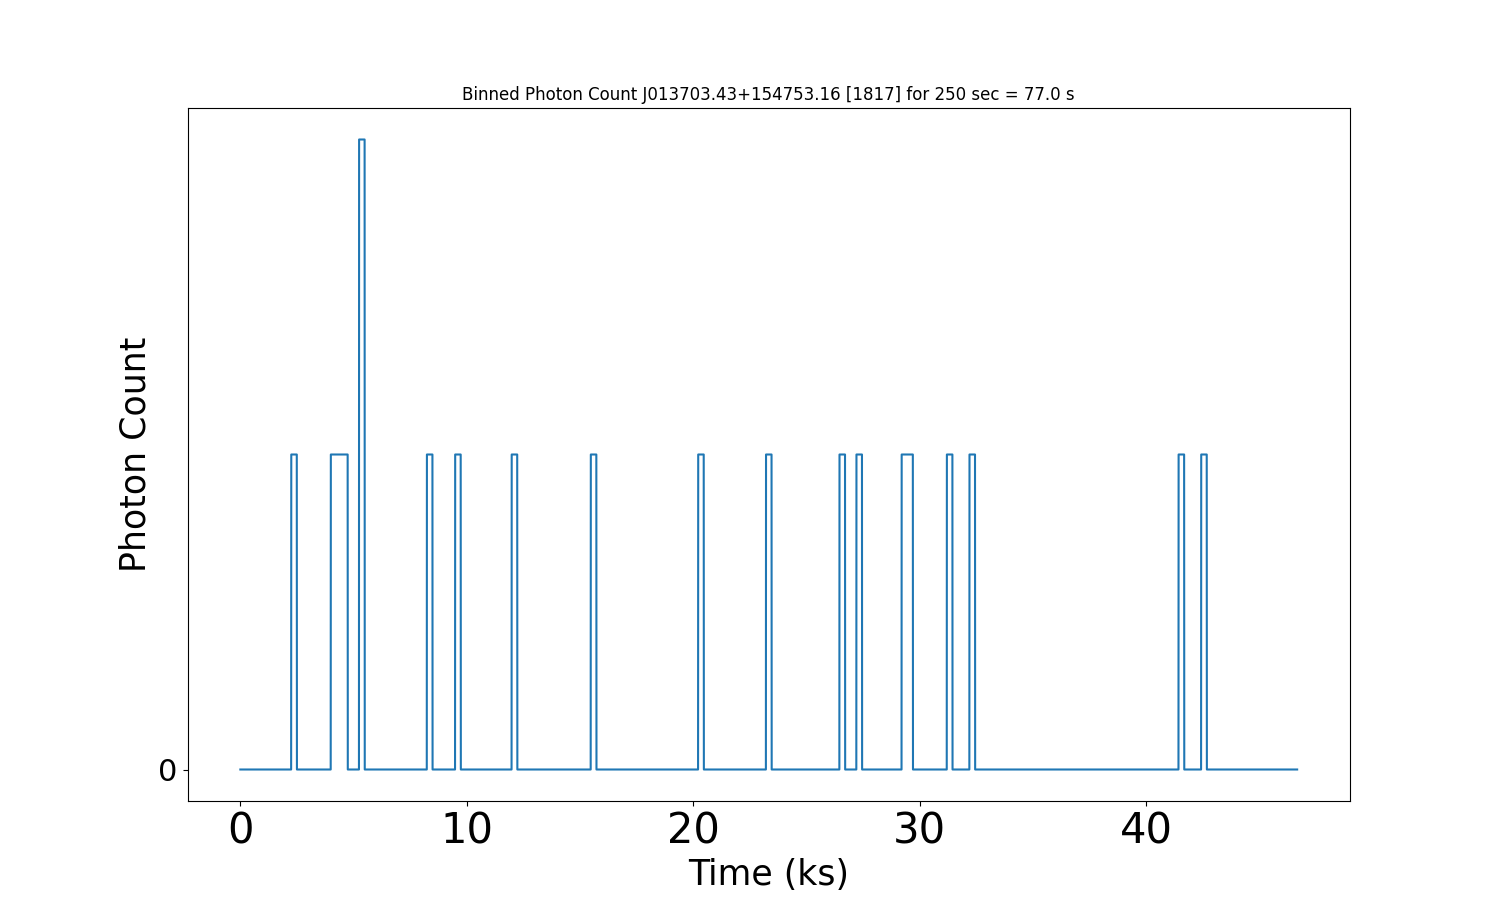 Binned Photon Count J013703.43+154753.16 [1817] for 250 sec = 77.0 s
Photon Count
0
0 10 20 30 40
Time (ks)